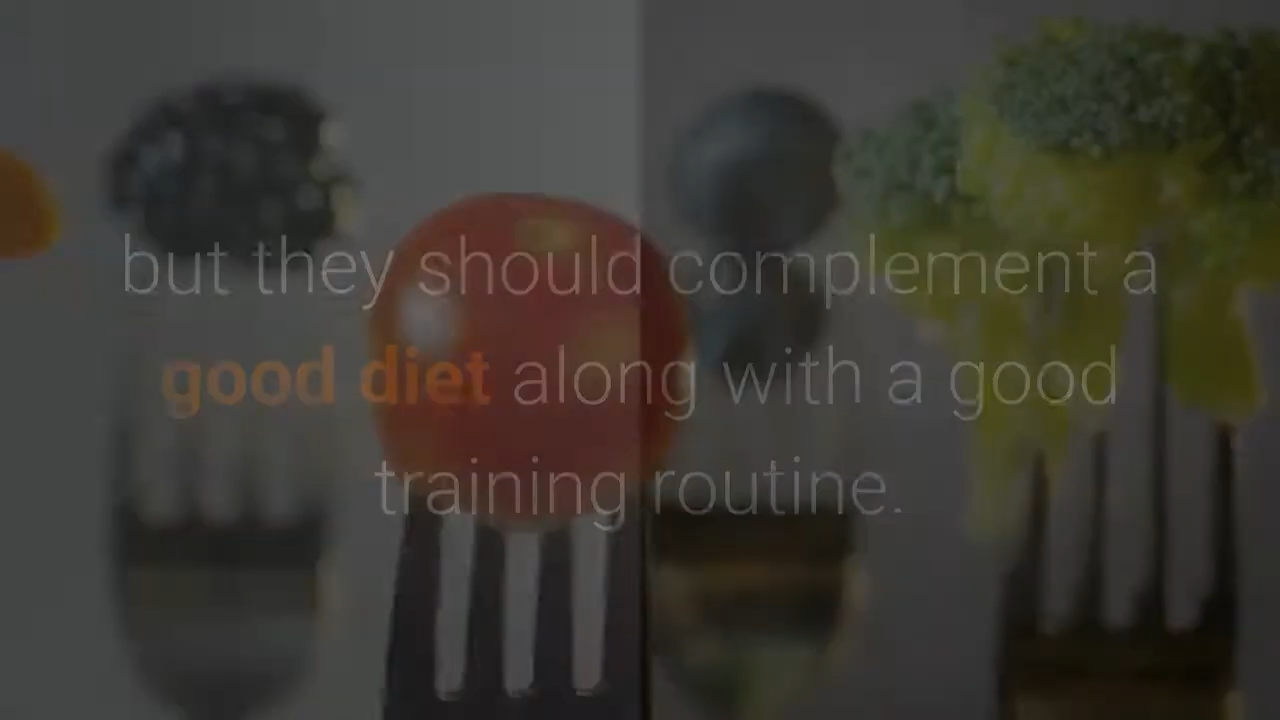 but they should complement a
good diet along with a good
training routine.